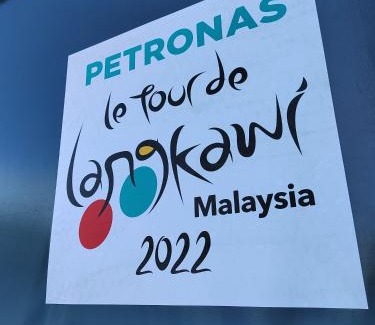 PETRONAS
le Tour de
langkawi
Malaysia
2022